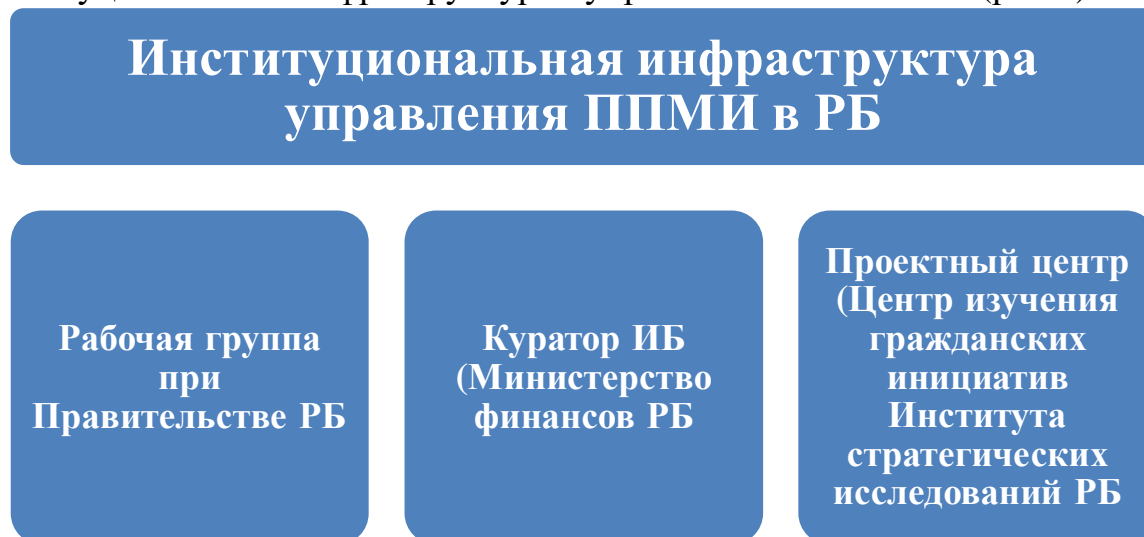 Институциональная инфраструктура
управления ППМИ в РБ
Рабочая группа
при
Правительстве РБ
Куратор ИБ
(Министерство
финансов РБ
Проектный центр
(Центр изучения
гражданских
инициатив
Института
стратегических
исследований РБ